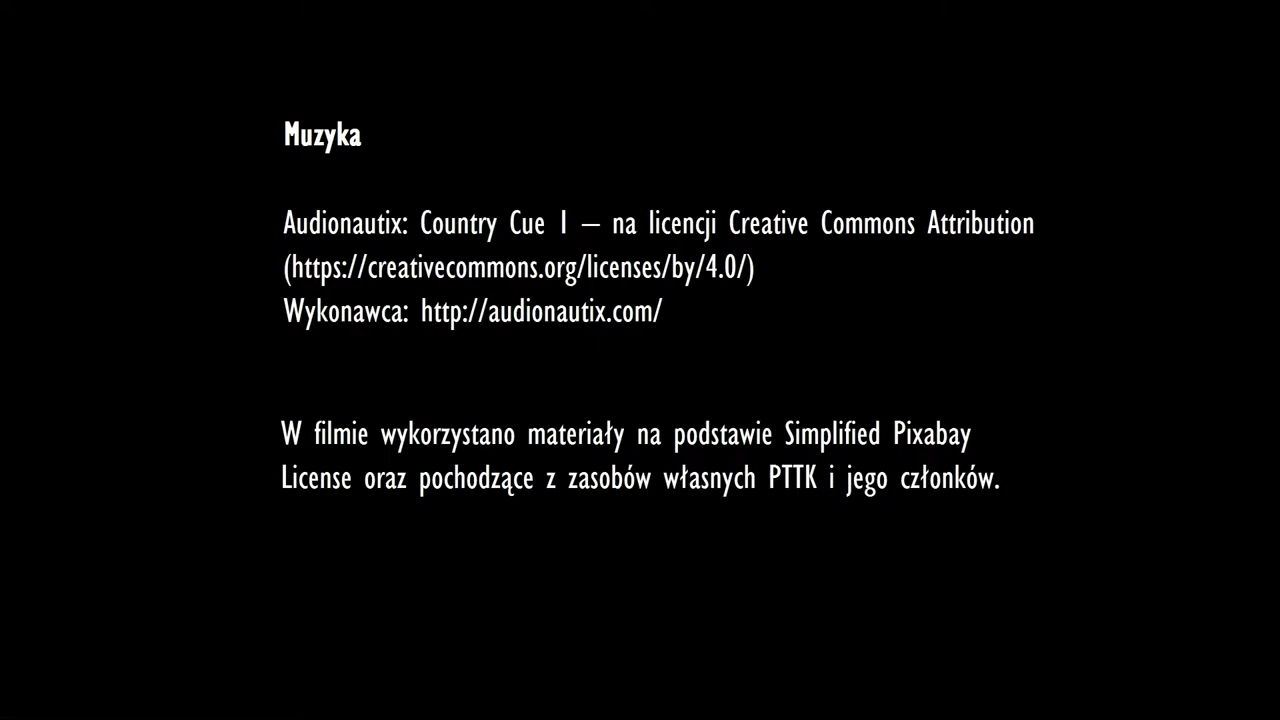 Muzyka
Audionautix: Country Cue I – na licencji Creative Commons Attribution
(https://creativecommons.org/licenses/by/4.0/)
Wykonawca: http://audionautix.com/
W filmie wykorzystano materiały na podstawie Simplified Pixabay
License oraz pochodzące z zasobów własnych PTTK i jego członków.